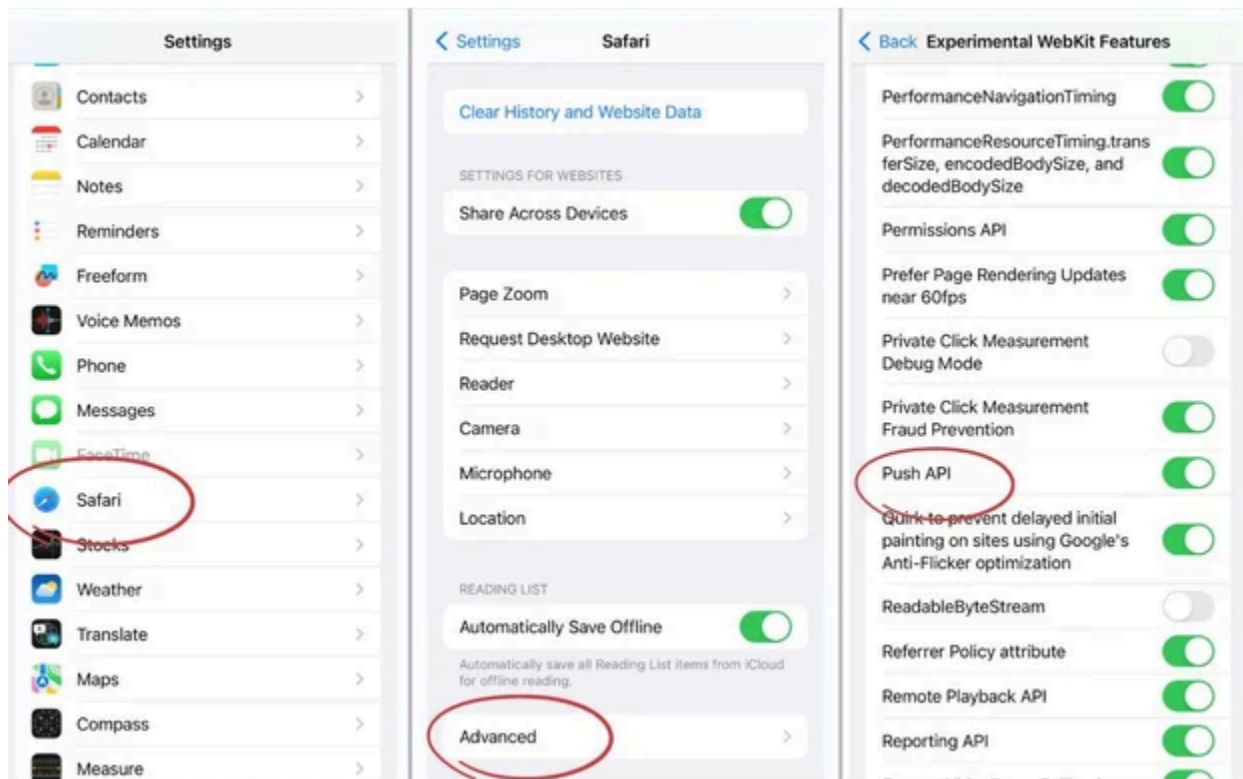 Settings
Contacts
Calendar
Notes
Reminders
Freeform
Voice Memos
Phone
Messages
FaceTime
Safari
Stocks
Weather
Translate
Maps
Compass
Measure
Settings
Safari
Clear History and Website Data
SETTINGS FOR WEBSITES
Share Across Devices
Page Zoom
Request Desktop Website
Reader
Camera
Microphone
Location
READING LIST
Automatically Save Offline
Automatically save all Reading List items from iCloud
for offline reading.
Advanced
Back Experimental WebKit Features
PerformanceNavigationTiming
PerformanceResourceTiming.trans
ferSize, encodedBodySize, and
decodedBodySize
Permissions API
Prefer Page Rendering Updates
near 60fps
Private Click Measurement
Debug Mode
Private Click Measurement
Fraud Prevention
Push API
Quirk to prevent delayed initial
painting on sites using Google's
Anti-Flicker optimization
ReadableByteStream
Referrer Policy attribute
Remote Playback API
Reporting API